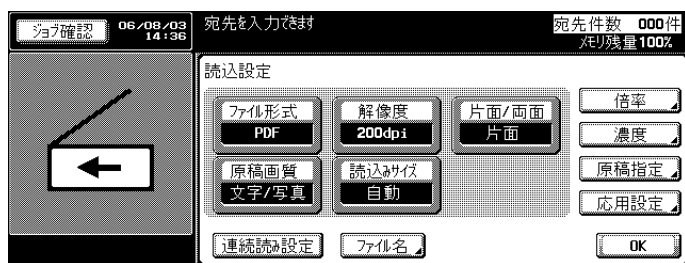 ジョブ確認
06/08/03
14:36
宛先を入力できます
宛先件数 000件
メモリ残量100%
読込設定
ファイル形式
PDF
解像度
200dpi
片面/両面
片面
原稿画質
文字/写真
読込みサイズ
自動
倍率
濃度
原稿指定
応用設定
連続読み設定
ファイル名
OK